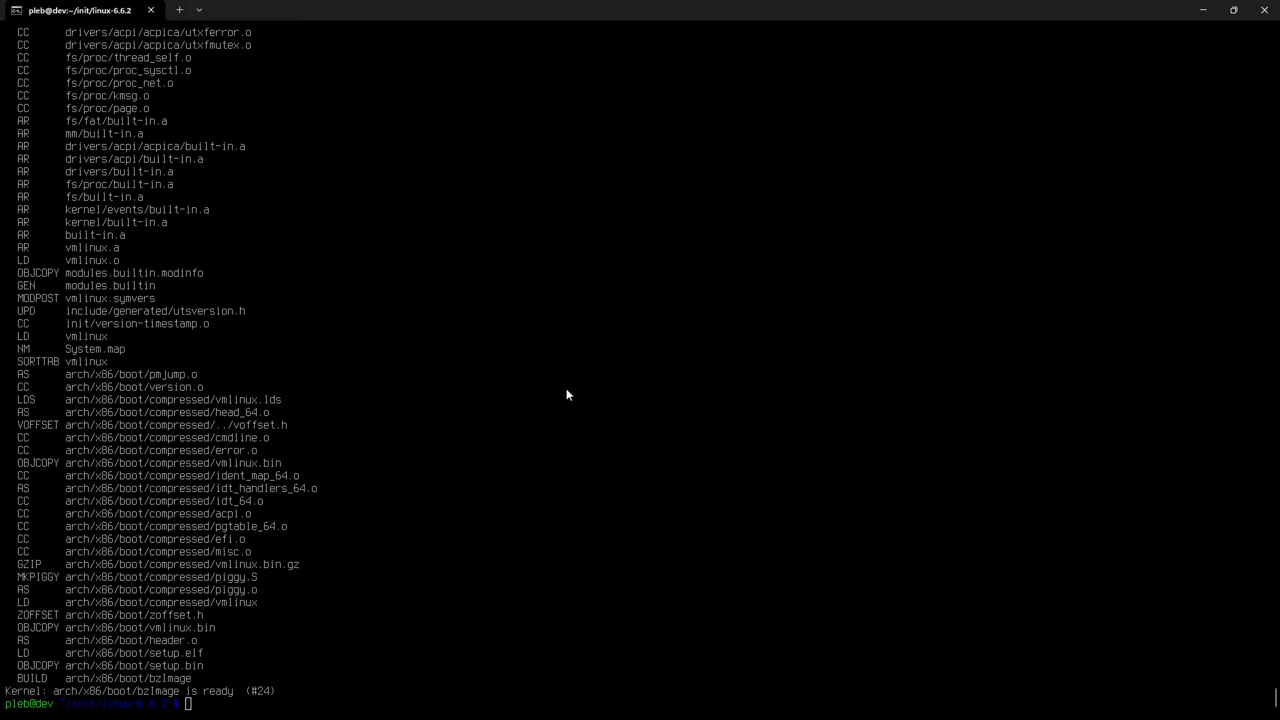 pleb@dev:~/init/linux-6.6.2
CC drivers/acpi/acpica/utxferror.o
CC drivers/acpi/acpica/utxfmutex.o
CC fs/proc/thread_self.o
CC fs/proc/proc_sysctl.o
CC fs/proc/proc_net.o
CC fs/proc/kmsg.o
CC fs/proc/page.o
AR fs/fat/built-in.a
AR mm/built-in.a
AR drivers/acpi/acpica/built-in.a
AR drivers/acpi/built-in.a
AR drivers/built-in.a
AR fs/proc/built-in.a
AR fs/built-in.a
AR kernel/events/built-in.a
AR kernel/built-in.a
AR built-in.a
AR vmlinux.a
LD vmlinux.o
OBJCOPY modules.builtin.modinfo
GEN modules.builtin
MODPOST vmlinux.symvers
UPD include/generated/utsversion.h
CC init/version-timestamp.o
LD vmlinux
NM System.map
SORTTAB vmlinux
AS arch/x86/boot/pmjump.o
CC arch/x86/boot/version.o
LDS arch/x86/boot/compressed/vmlinux.lds
AS arch/x86/boot/compressed/head_64.o
VOFFSET arch/x86/boot/compressed/../voffset.h
CC arch/x86/boot/compressed/cmdline.o
CC arch/x86/boot/compressed/error.o
OBJCOPY arch/x86/boot/compressed/vmlinux.bin
CC arch/x86/boot/compressed/ident_map_64.o
AS arch/x86/boot/compressed/idt_handlers_64.o
CC arch/x86/boot/compressed/idt_64.o
CC arch/x86/boot/compressed/acpi.o
CC arch/x86/boot/compressed/pgtable_64.o
CC arch/x86/boot/compressed/efi.o
CC arch/x86/boot/compressed/misc.o
GZIP arch/x86/boot/compressed/vmlinux.bin.gz
MKPIGGY arch/x86/boot/compressed/piggy.S
AS arch/x86/boot/compressed/piggy.o
LD arch/x86/boot/compressed/vmlinux
ZOFFSET arch/x86/boot/zoffset.h
OBJCOPY arch/x86/boot/vmlinux.bin
AS arch/x86/boot/header.o
LD arch/x86/boot/setup.elf
OBJCOPY arch/x86/boot/setup.bin
BUILD arch/x86/boot/bzImage
Kernel: arch/x86/boot/bzImage is ready (#24)
pleb@dev ~/init/linux-6.6.2 $